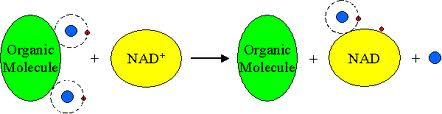 Organic
Molecule
+
NAD⁺
Organic
Molecule
+
NAD
+